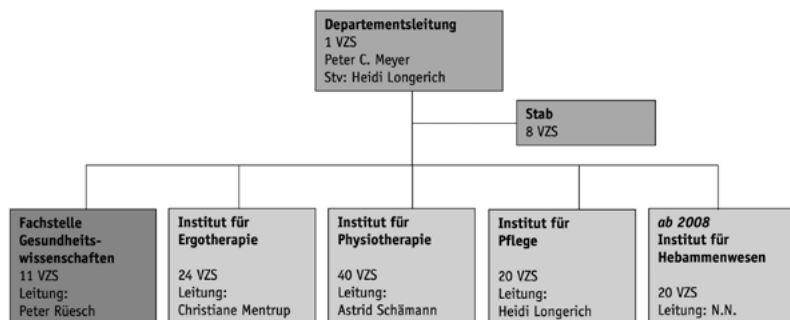 Departementsleitung
1 VZS
Peter C. Meyer
Stv: Heidi Longerich
Stab
8 VZS
Fachstelle
Gesundheits-
wissenschaften
11 VZS
Leitung:
Peter Rüesch
Institut für
Ergotherapie
24 VZS
Leitung:
Christiane Mentrup
Institut für
Physiotherapie
40 VZS
Leitung:
Astrid Schämann
Institut für
Pflege
20 VZS
Leitung:
Heidi Longerich
ab 2008
Institut für
Hebammenwesen
20 VZS
Leitung: N.N.